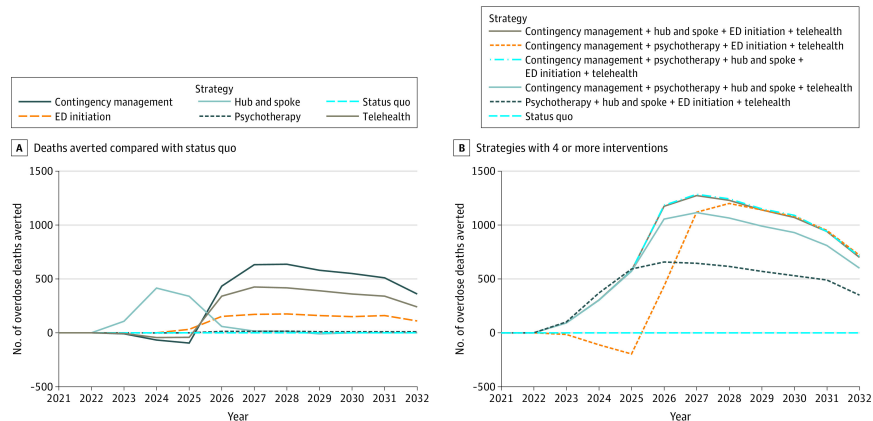 Strategy
Contingency management
Hub and spoke
Status quo
ED initiation
Psychotherapy
Telehealth
A Deaths averted compared with status quo
No. of overdose deaths averted
1500
1000
500
0
-500
2021 2022 2023 2024 2025 2026 2027 2028 2029 2030 2031 2032
Year
Strategy
Contingency management + hub and spoke + ED initiation + telehealth
Contingency management + psychotherapy + ED initiation + telehealth
Contingency management + psychotherapy + hub and spoke +
ED initiation + telehealth
Contingency management + psychotherapy + hub and spoke + telehealth
Psychotherapy + hub and spoke + ED initiation + telehealth
Status quo
B Strategies with 4 or more interventions
No. of overdose deaths averted
1500
1000
500
0
-500
2021 2022 2023 2024 2025 2026 2027 2028 2029 2030 2031 2032
Year